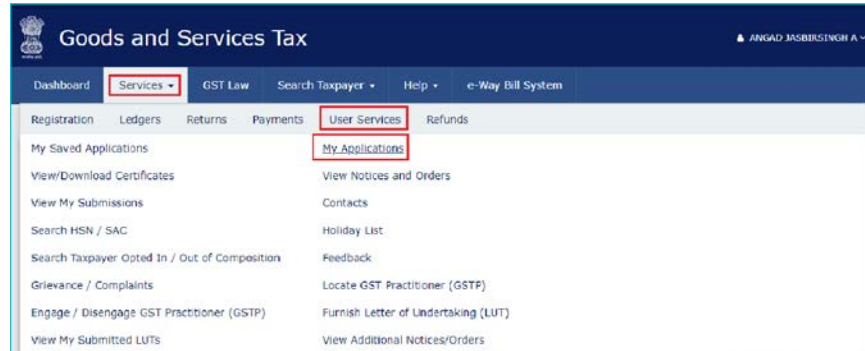 Goods and Services Tax
ANGAD JASBIRSINGH A
Dashboard Services GST Law Search Taxpayer Help e-Way Bill System
Registration Ledgers Returns Payments User Services Refunds
My Saved Applications My Applications
View/Download Certificates View Notices and Orders
View My Submissions Contacts
Search HSN / SAC Holiday List
Search Taxpayer Opted In / Out of Composition Feedback
Grievance / Complaints Locate GST Practitioner (GSTP)
Engage / Disengage GST Practitioner (GSTP) Furnish Letter of Undertaking (LUT)
View My Submitted LUTs View Additional Notices/Orders